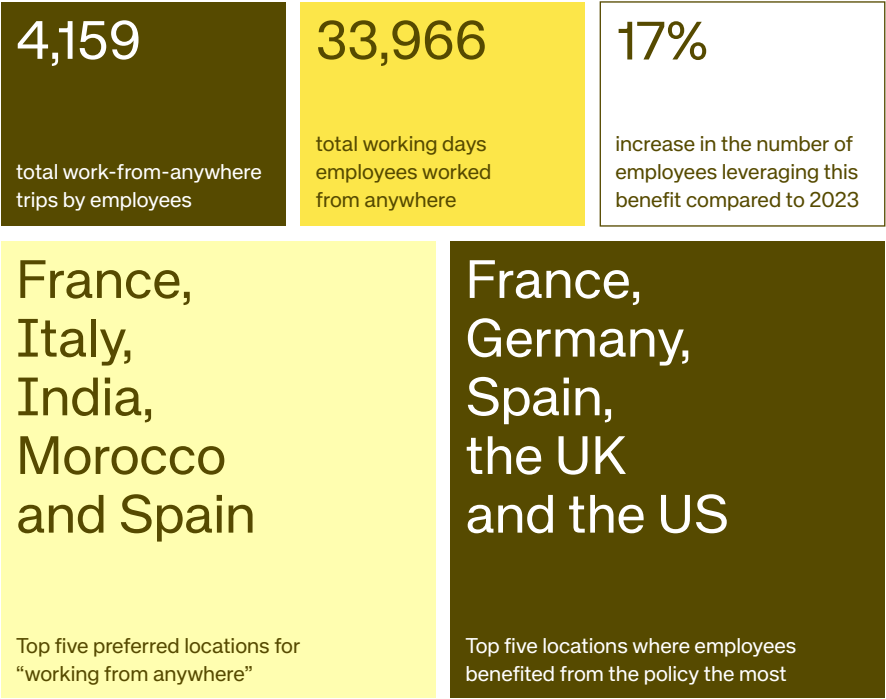 4,159
total work-from-anywhere
trips by employees
33,966
total working days
employees worked
from anywhere
17%
increase in the number of
employees leveraging this
benefit compared to 2023
France,
Italy,
India,
Morocco
and Spain
Top five preferred locations for
“working from anywhere”
France,
Germany,
Spain,
the UK
and the US
Top five locations where employees
benefited from the policy the most